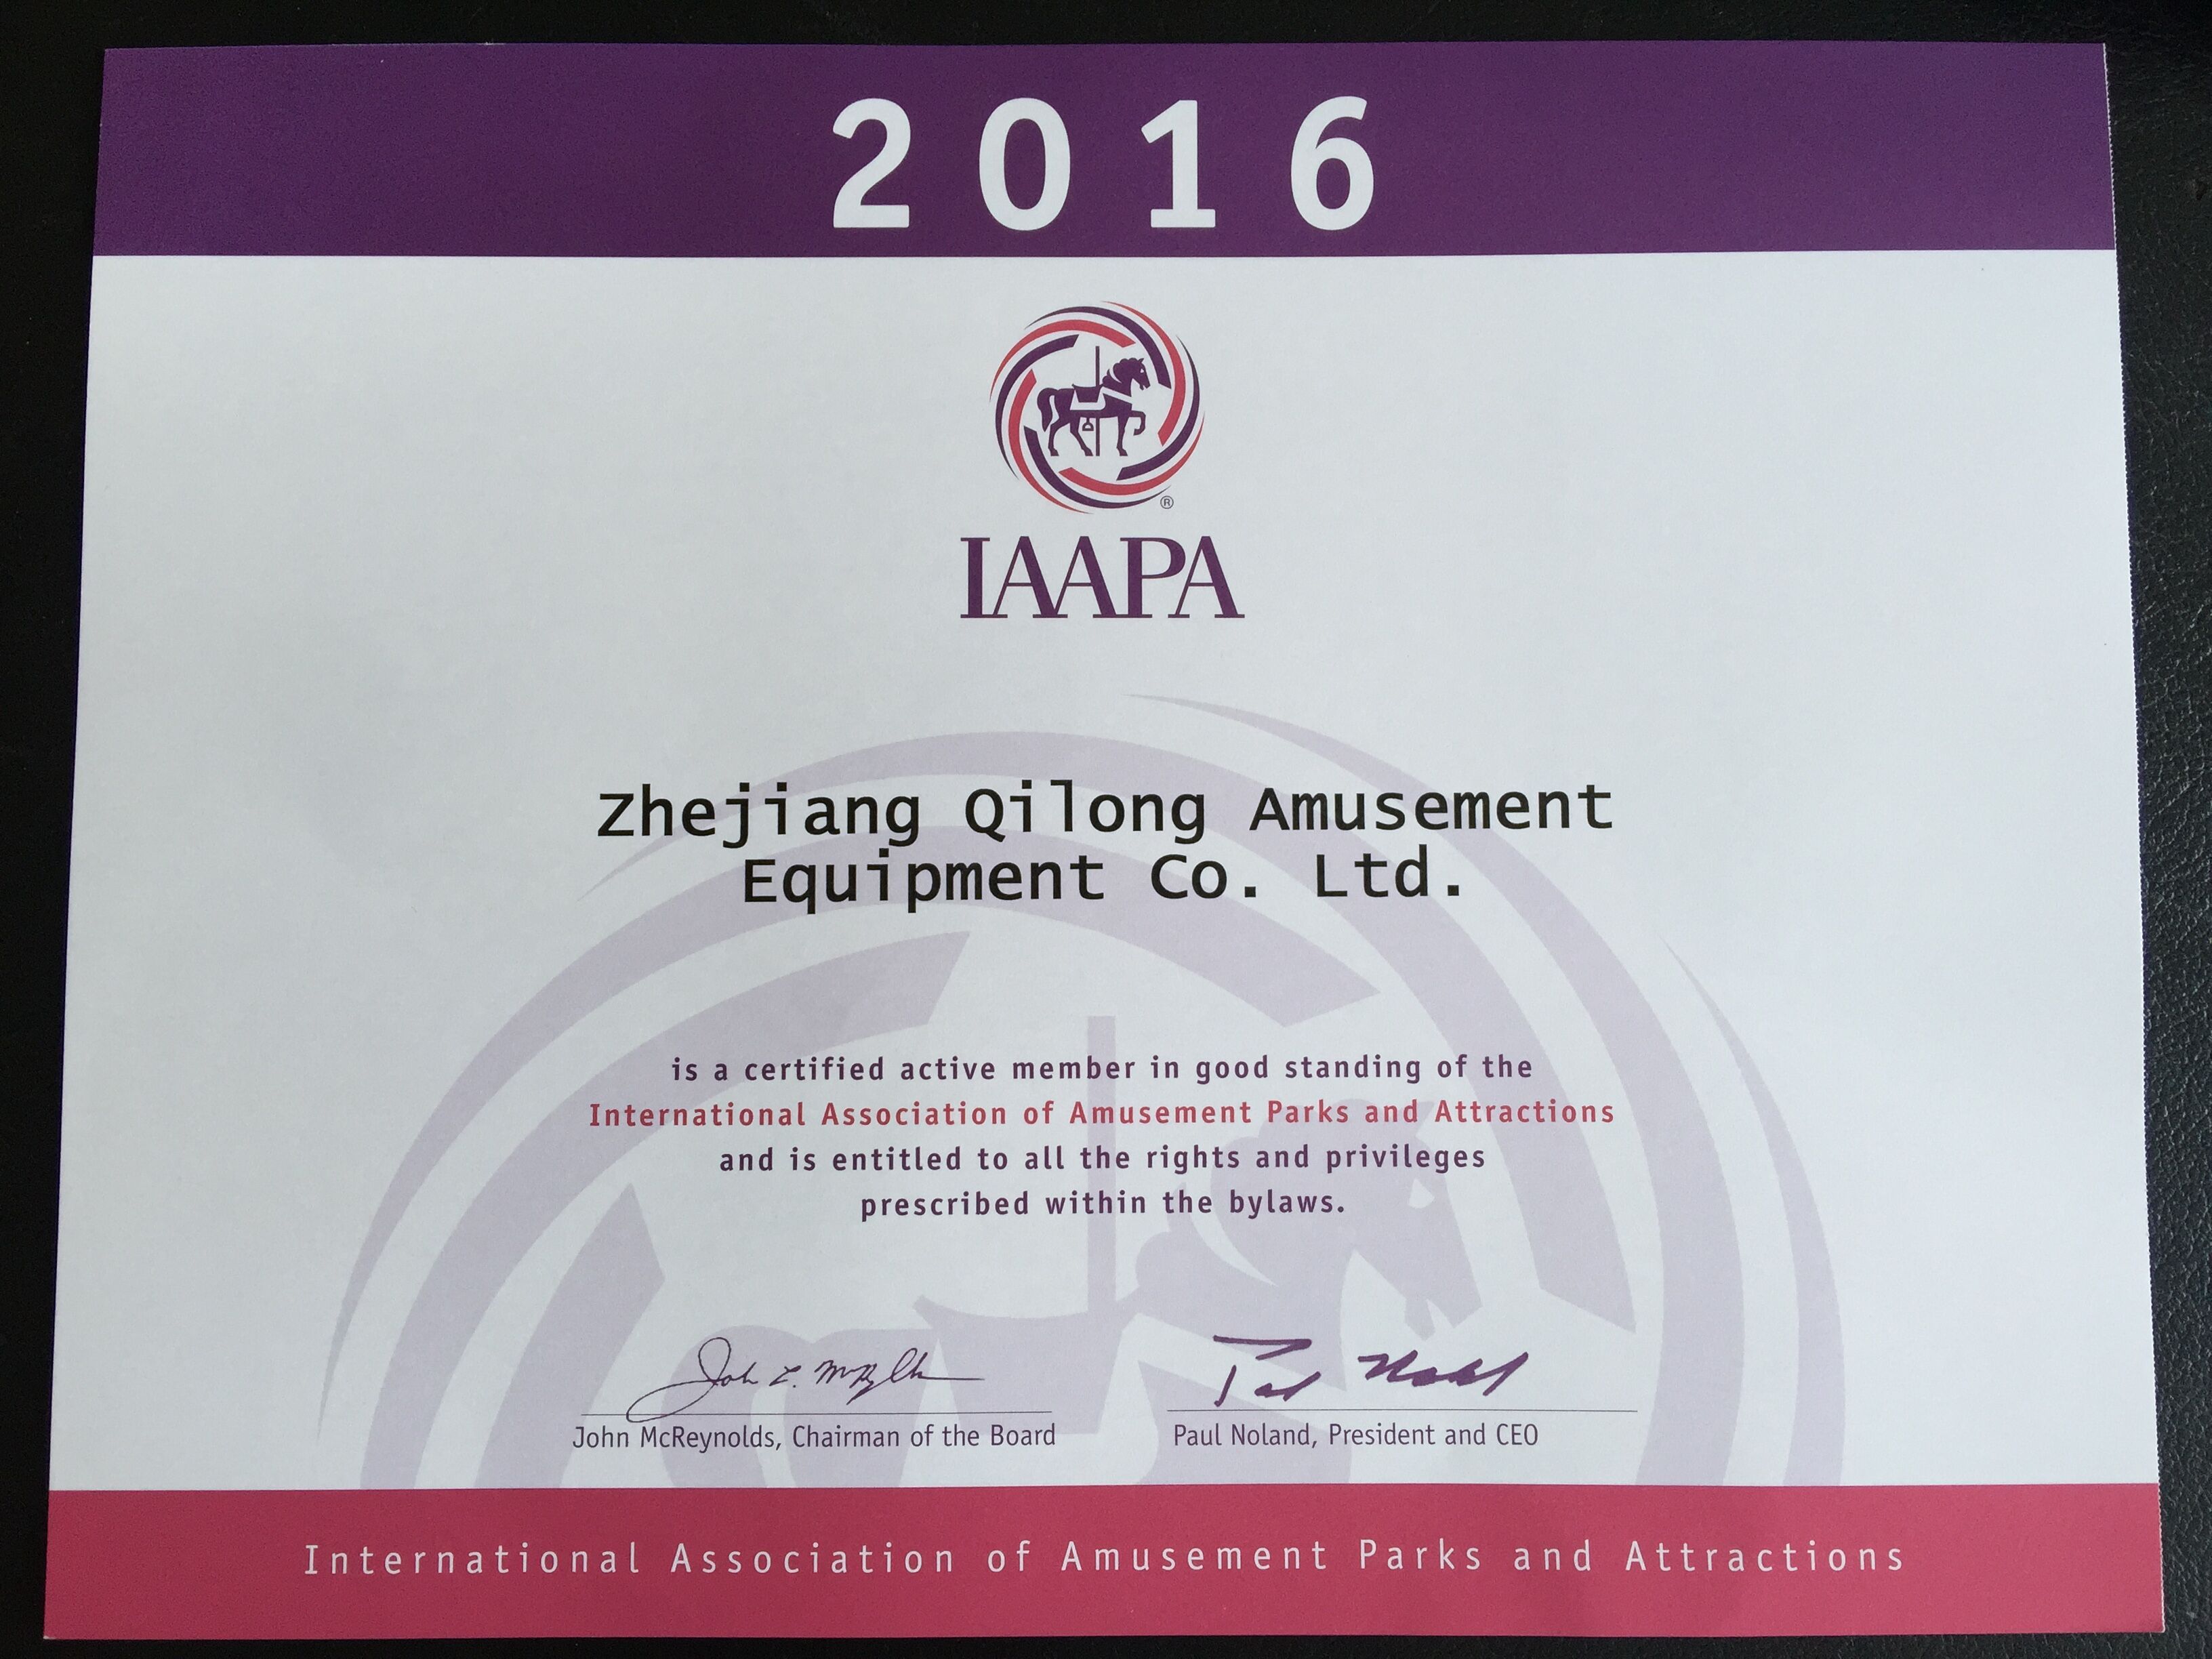 2016
®
IAAPA
Zhejiang Qilong Amusement
Equipment Co. Ltd.
is a certified active member in good standing of the
International Association of Amusement Parks and Attractions
and is entitled to all the rights and privileges
prescribed within the bylaws.
John McReynolds, Chairman of the Board
Paul Noland, President and CEO
International Association of Amusement Parks and Attractions